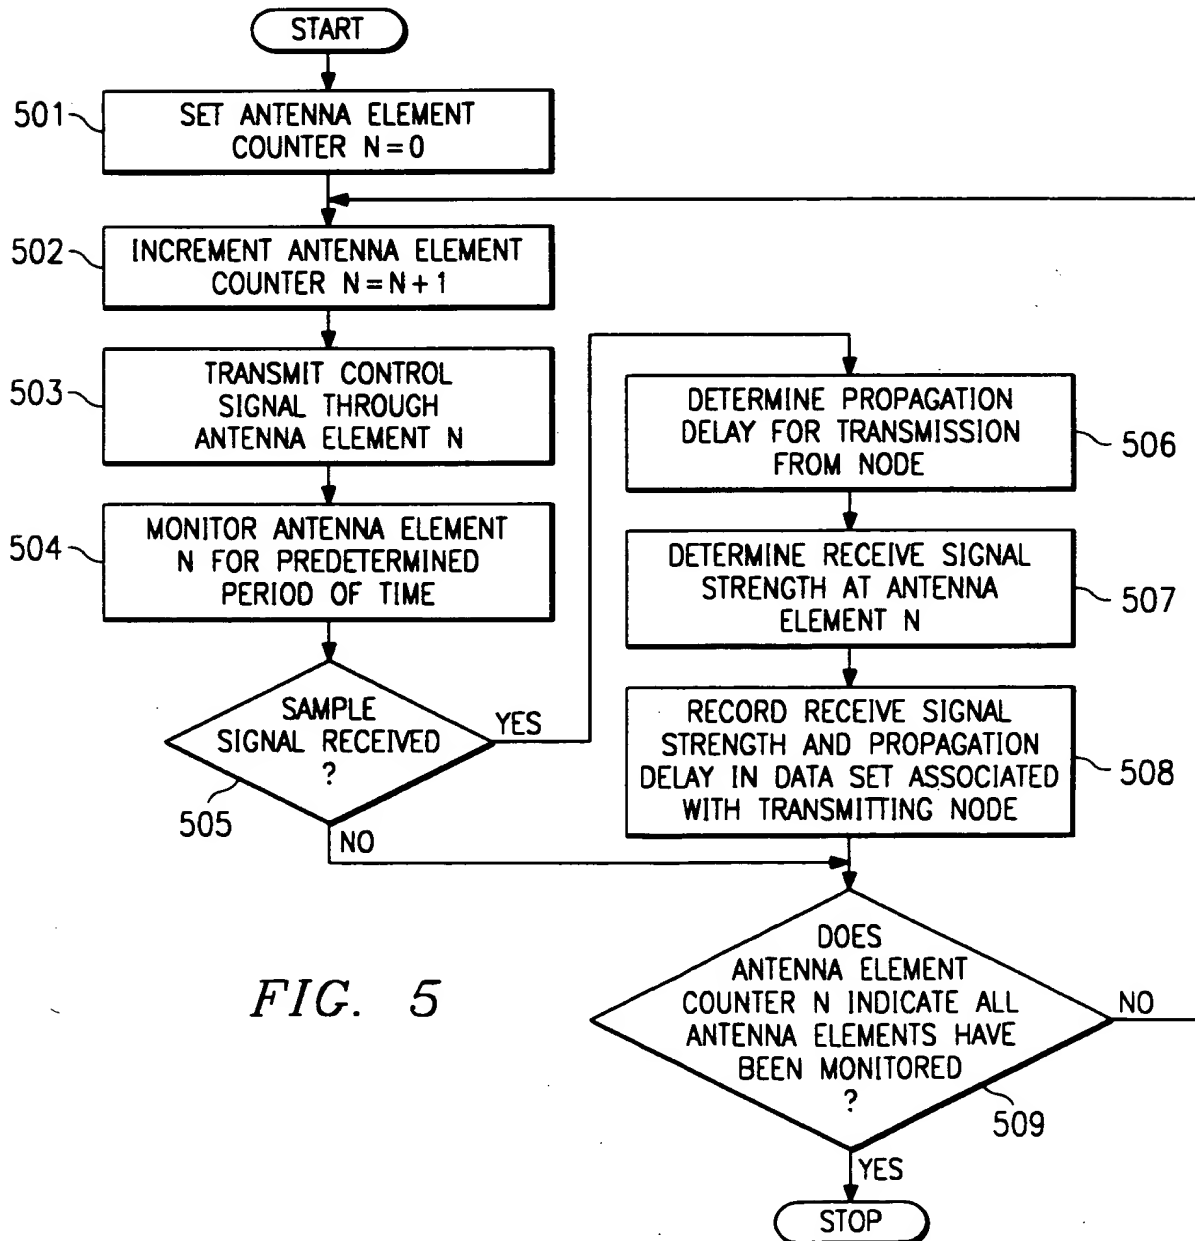 START
501
SET ANTENNA ELEMENT
COUNTER N=0
502
INCREMENT ANTENNA ELEMENT
COUNTER N=N+1
503
TRANSMIT CONTROL
SIGNAL THROUGH
ANTENNA ELEMENT N
504
MONITOR ANTENNA ELEMENT
N FOR PREDETERMINED
PERIOD OF TIME
SAMPLE
SIGNAL RECEIVED
?
YES
505
NO
DETERMINE PROPAGATION
DELAY FOR TRANSMISSION
FROM NODE
506
DETERMINE RECEIVE SIGNAL
STRENGTH AT ANTENNA
ELEMENT N
507
RECORD RECEIVE SIGNAL
STRENGTH AND PROPAGATION
DELAY IN DATA SET ASSOCIATED
WITH TRANSMITTING NODE
508
DOES
ANTENNA ELEMENT
COUNTER N INDICATE ALL
ANTENNA ELEMENTS HAVE
BEEN MONITORED
?
NO
509
YES
STOP
FIG. 5